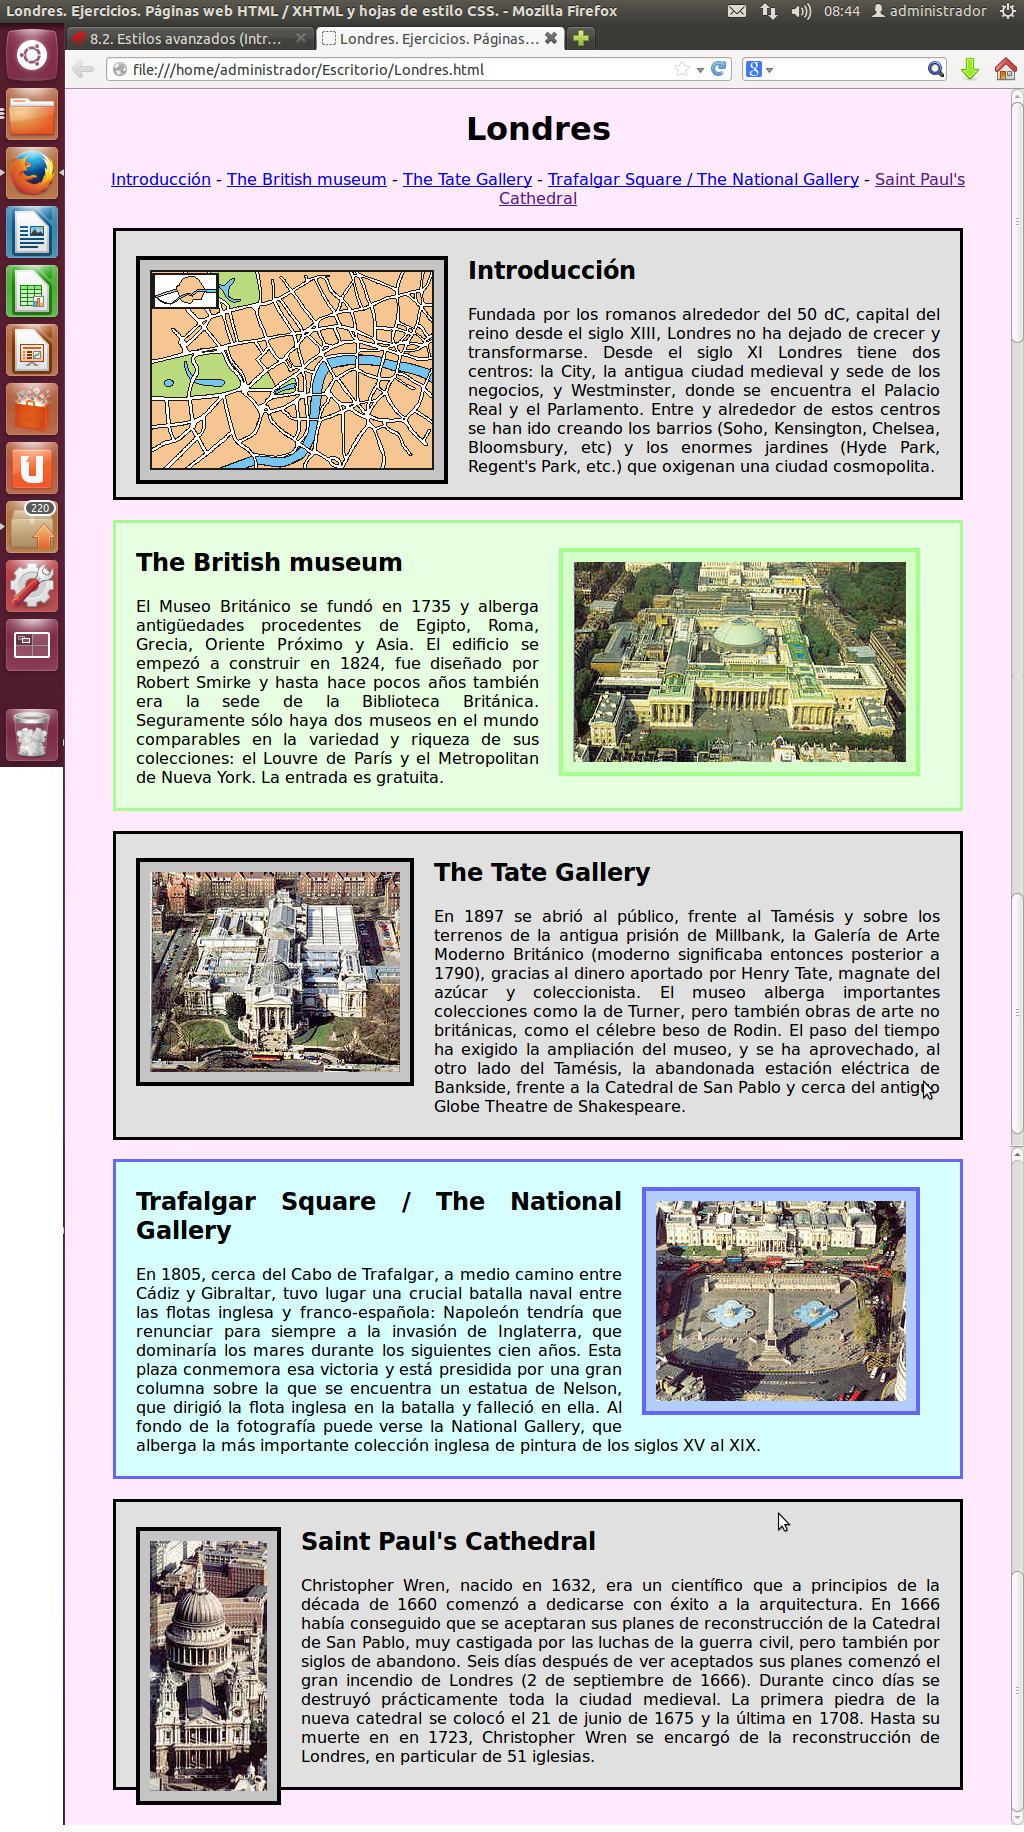 Londres. Ejercicios. Páginas web HTML / XHTML y hojas de estilo CSS. - Mozilla Firefox
08:44 administrador
8.2. Estilos avanzados (Intr...
Londres. Ejercicios. Páginas...
file:///home/administrador/Escritorio/Londres.html
220
Londres
Introducción - The British museum - The Tate Gallery - Trafalgar Square / The National Gallery - Saint Paul's
Cathedral
Introducción
Fundada por los romanos alrededor del 50 dC, capital del
reino desde el siglo XIII, Londres no ha dejado de crecer y
transformarse. Desde el siglo XI Londres tiene dos
centros: la City, la antigua ciudad medieval y sede de los
negocios, y Westminster, donde se encuentra el Palacio
Real y el Parlamento. Entre y alrededor de estos centros
se han ido creando los barrios (Soho, Kensington, Chelsea,
Bloomsbury, etc) y los enormes jardines (Hyde Park,
Regent's Park, etc.) que oxigenan una ciudad cosmopolita.
The British museum
El Museo Británico se fundó en 1735 y alberga
antigüedades procedentes de Egipto, Roma,
Grecia, Oriente Próximo y Asia. El edificio se
empezó a construir en 1824, fue diseñado por
Robert Smirke y hasta hace pocos años también
era la sede de la Biblioteca Británica.
Seguramente sólo haya dos museos en el mundo
comparables en la variedad y riqueza de sus
colecciones: el Louvre de París y el Metropolitan
de Nueva York. La entrada es gratuita.
The Tate Gallery
En 1897 se abrió al público, frente al Tamésis y sobre los
terrenos de la antigua prisión de Millbank, la Galería de Arte
Moderno Británico (moderno significaba entonces posterior a
1790), gracias al dinero aportado por Henry Tate, magnate del
azúcar y coleccionista. El museo alberga importantes
colecciones como la de Turner, pero también obras de arte no
británicas, como el célebre beso de Rodin. El paso del tiempo
ha exigido la ampliación del museo, y se ha aprovechado, al
otro lado del Tamésis, la abandonada estación eléctrica de
Bankside, frente a la Catedral de San Pablo y cerca del antiguo
Globe Theatre de Shakespeare.
Trafalgar Square / The National
Gallery
En 1805, cerca del Cabo de Trafalgar, a medio camino entre
Cádiz y Gibraltar, tuvo lugar una crucial batalla naval entre
las flotas inglesa y franco-española: Napoleón tendría que
renunciar para siempre a la invasión de Inglaterra, que
dominaría los mares durante los siguientes cien años. Esta
plaza conmemora esa victoria y está presidida por una gran
columna sobre la que se encuentra un estatua de Nelson,
que dirigió la flota inglesa en la batalla y falleció en ella. Al
fondo de la fotografía puede verse la National Gallery, que
alberga la más importante colección inglesa de pintura de los siglos XV al XIX.
Saint Paul's Cathedral
Christopher Wren, nacido en 1632, era un científico que a principios de la
década de 1660 comenzó a dedicarse con éxito a la arquitectura. En 1666
había conseguido que se aceptaran sus planes de reconstrucción de la Catedral
de San Pablo, muy castigada por las luchas de la guerra civil, pero también por
siglos de abandono. Seis días después de ver aceptados sus planes comenzó el
gran incendio de Londres (2 de septiembre de 1666). Durante cinco días se
destruyó prácticamente toda la ciudad medieval. La primera piedra de la
nueva catedral se colocó el 21 de junio de 1675 y la última en 1708. Hasta su
muerte en en 1723, Christopher Wren se encargó de la reconstrucción de
Londres, en particular de 51 iglesias.